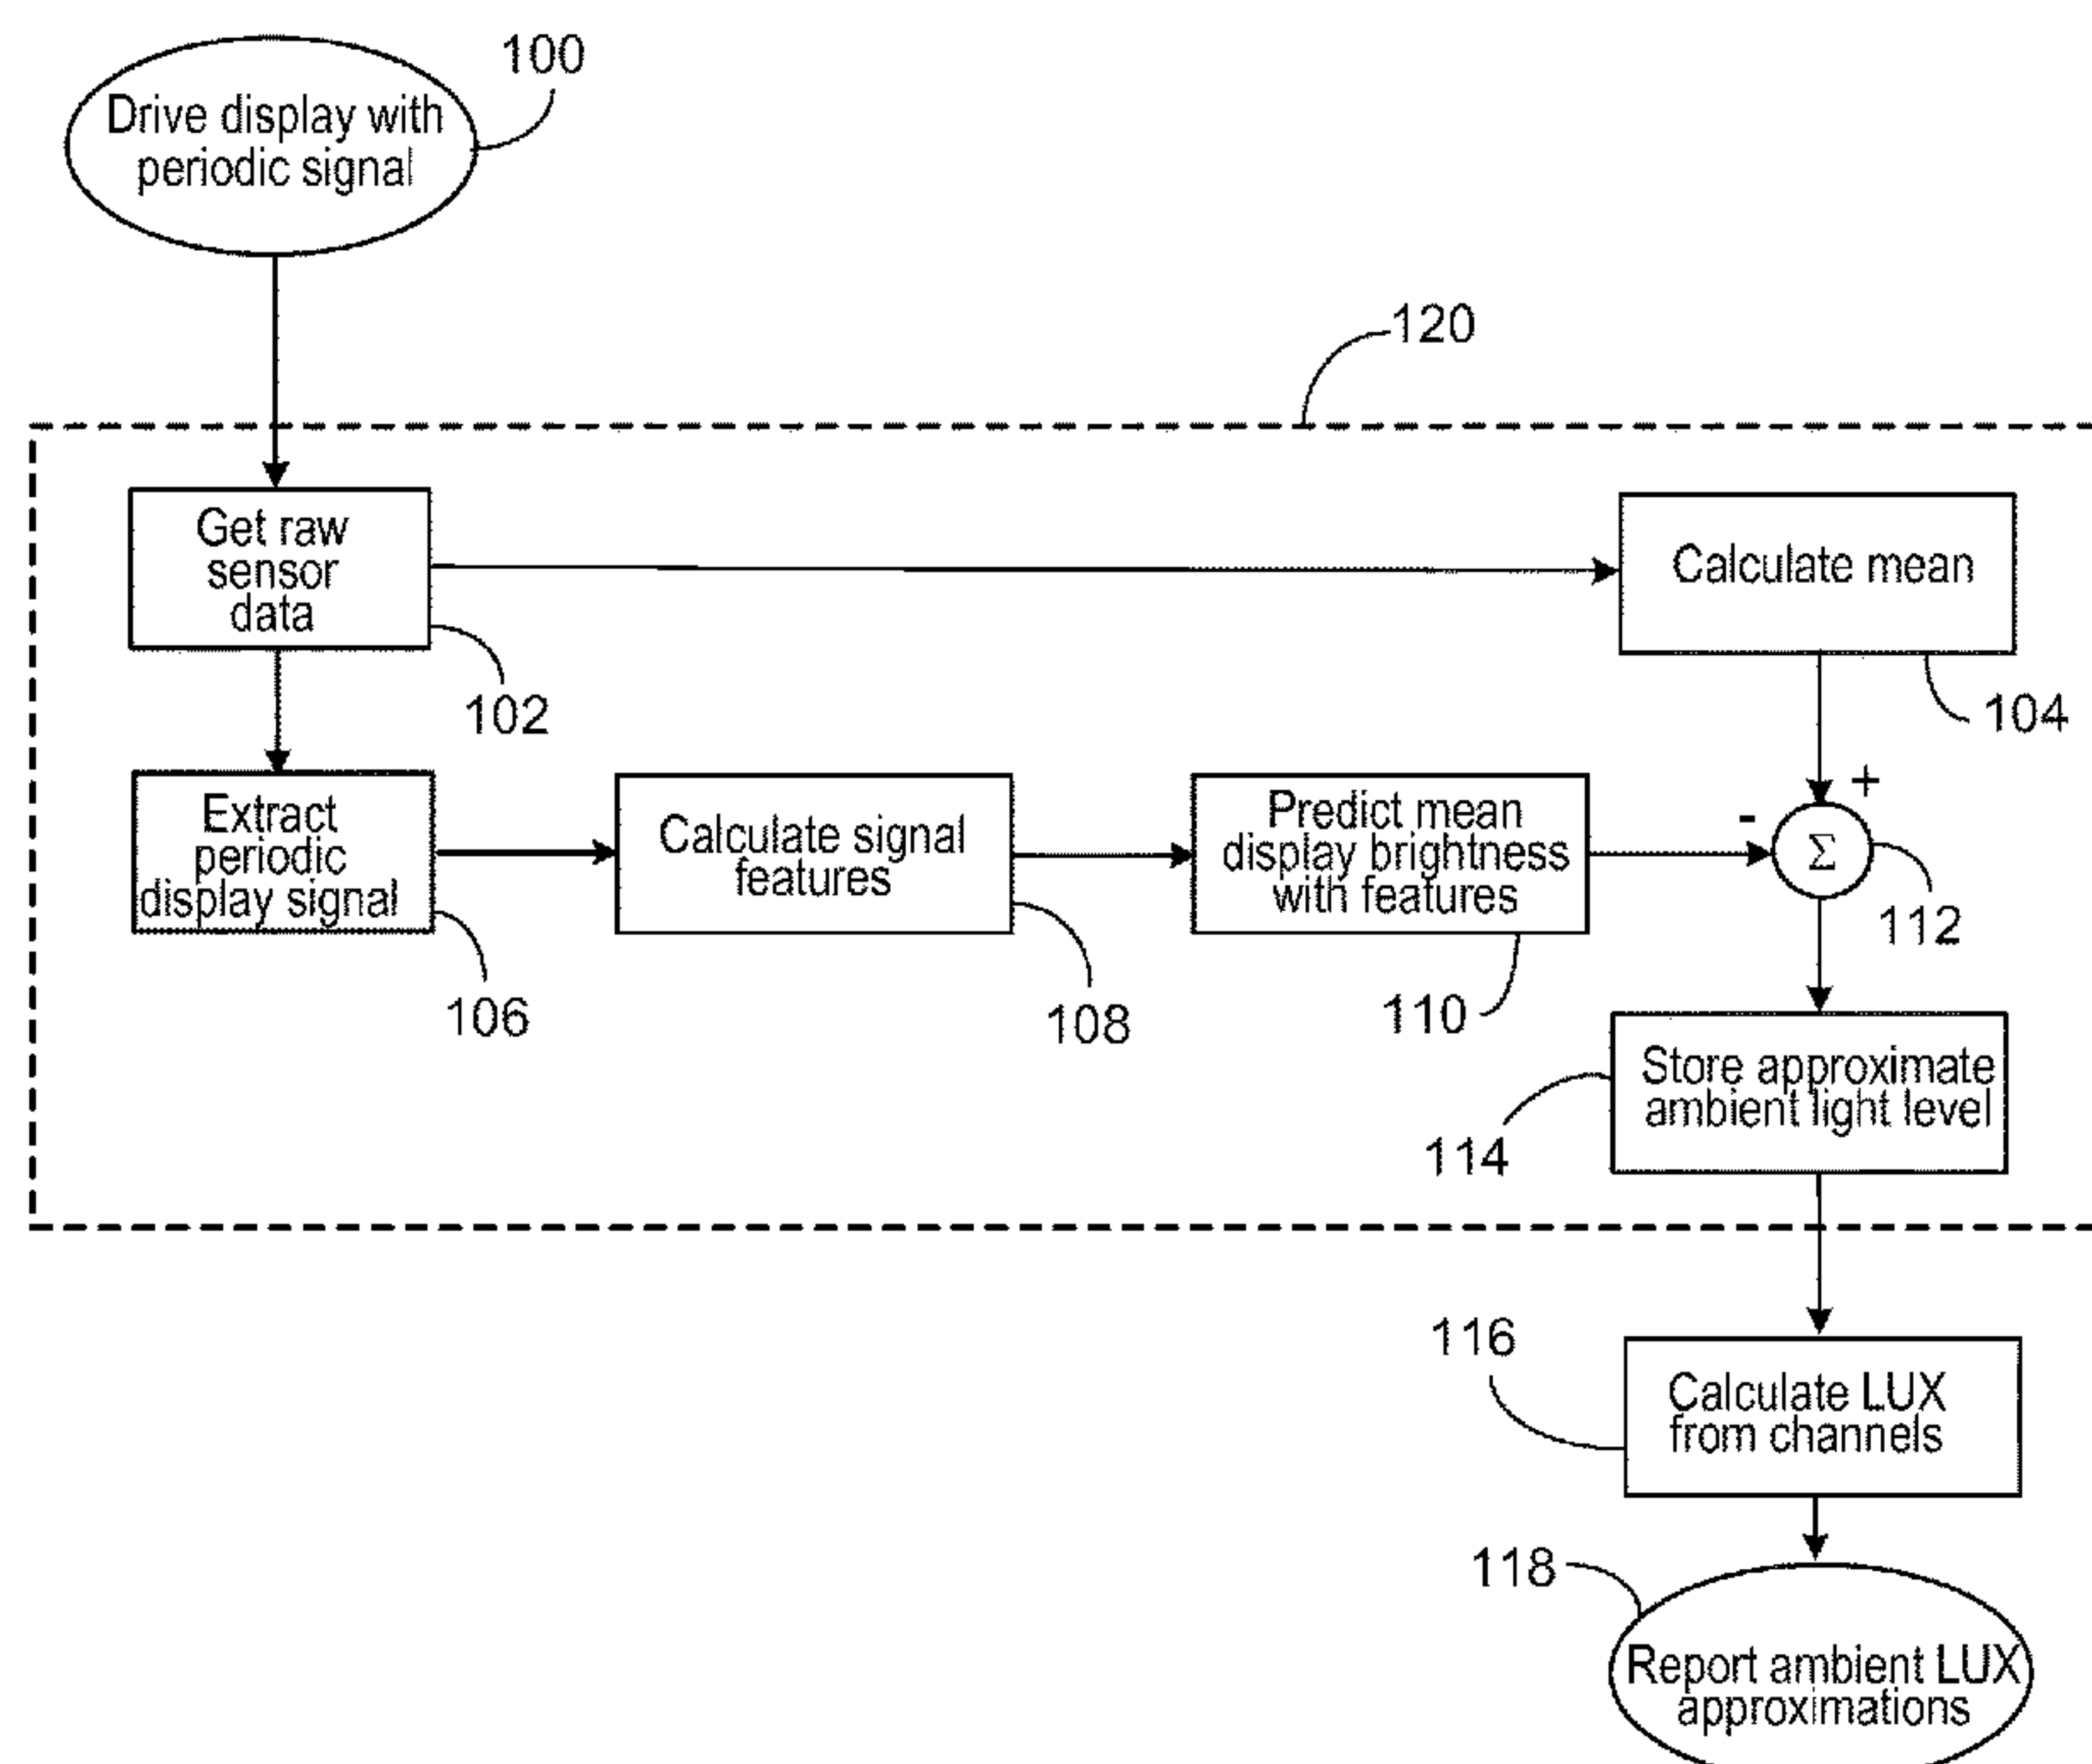 100
Drive display with
periodic signal
120
Get raw
sensor
data
102
Calculate mean
104
Extract
periodic
display signal
106
Calculate signal
features
108
Predict mean
display brightness
with features
110
+
-
Σ
112
Store approximate
ambient light level
114
116
Calculate LUX
from channels
118
Report ambient LUX
approximations